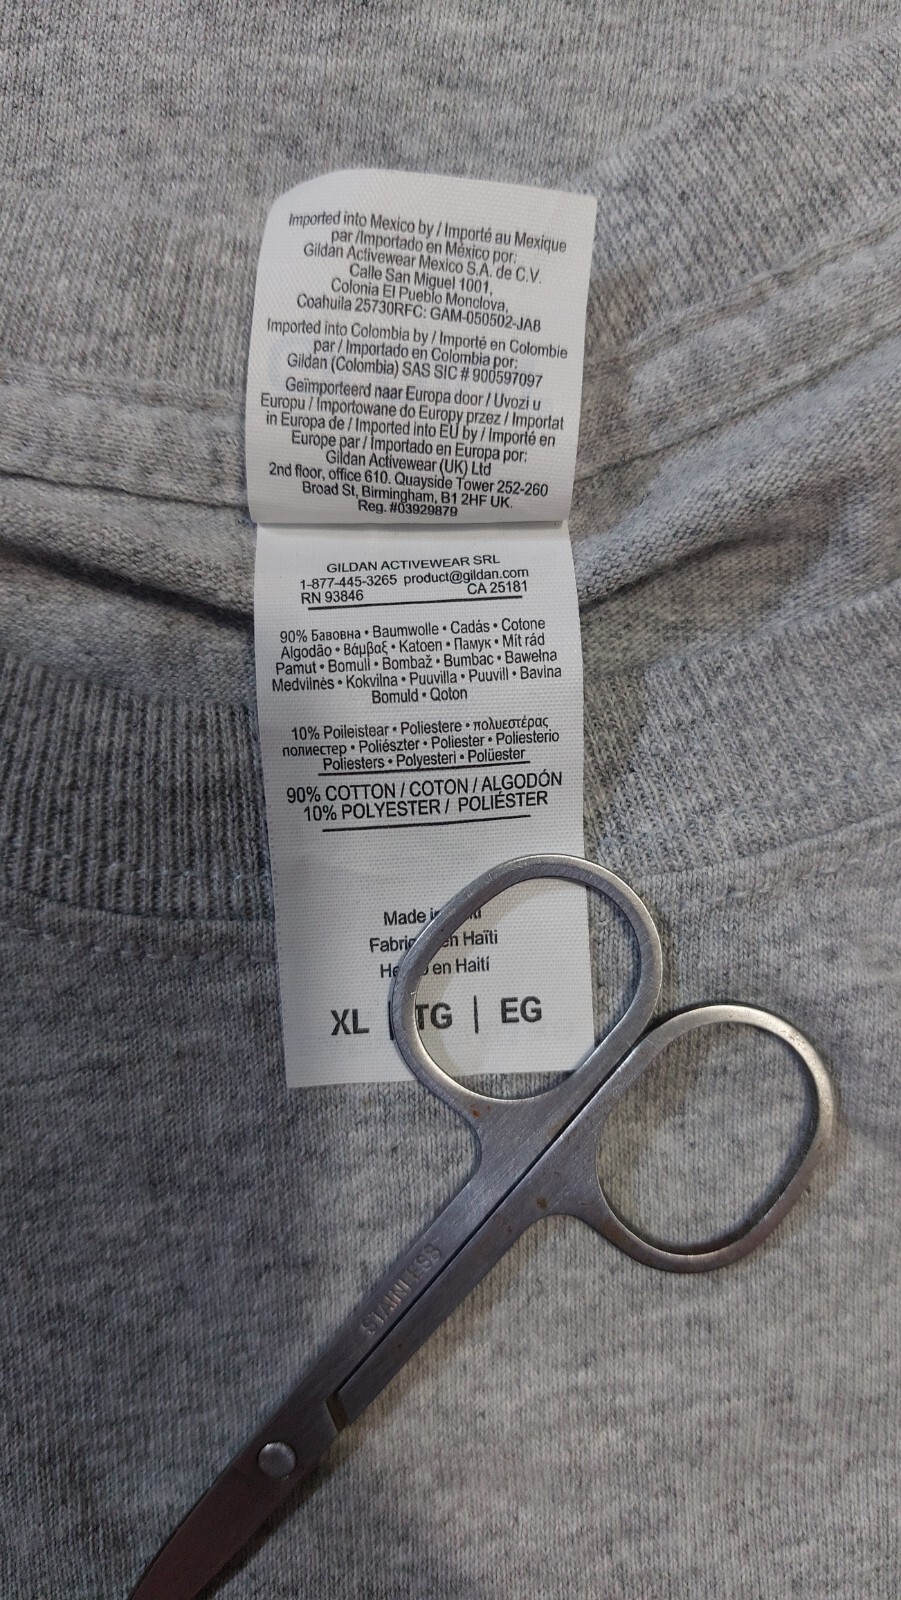 Imported into Mexico by / Importé au Mexique
par /Importado en México por:
Gildan Activewear Mexico S.A. de C.V.
Calle San Miguel 1001,
Colonia El Pueblo Monclova,
Coahuila 25730RFC: GAM-050502-JA8
Imported into Colombia by / Importé en Colombie
par / Importado en Colombia por:
Gildan (Colombia) SAS SIC # 900597097
Geïmporteerd naar Europa door / Uvozi u
Europu / Importowane do Europy przez / Importat
in Europa de / Imported into EU by / Importé en
Europe par / Importado en Europa por:
Gildan Activewear (UK) Ltd
2nd floor, office 610. Quayside Tower 252-260
Broad St, Birmingham, B1 2HF UK.
Reg. #03929879
GILDAN ACTIVEWEAR SRL
1-877-445-3265 product@gildan.com
RN 93846 CA 25181
90% Бавовна • Baumwolle • Cadás • Cotone
Algodão • Βάμβαξ • Katoen • Памук • Mit rád
Pamut • Bomull • Bombaž • Bumbac • Bawełna
Medvilnės • Kokvilna • Puuvilla • Puuvill • Bavlna
Bomuld • Qoton
10% Poileistear • Poliestere • πολυεστέρας
полиестер • Poliészter • Poliester • Poliesterio
Poliesters • Polyesteri • Polüester
90% COTTON / COTON / ALGODÓN
10% POLYESTER / POLIÉSTER
Made
en Haïti
en Haití
XL | TG | EG
STAINLESS